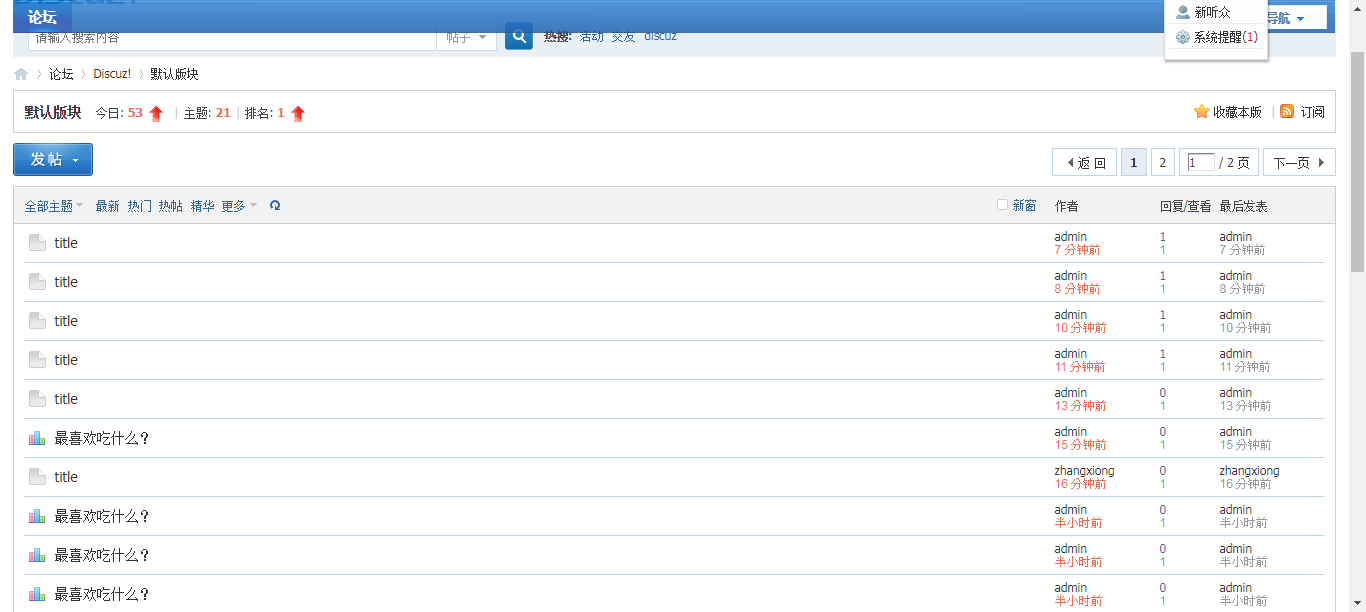 论坛
新听众
导航
系统提醒(1)
请输入搜索内容
帖子
热搜: 活动 交友 discuz
论坛 Discuz! 默认版块
默认版块 今日: 53 | 主题: 21 | 排名: 1
收藏本版 | 订阅
发帖
返 回 1 2 1 / 2 页 下一页
全部主题 最新 热门 热帖 精华 更多 新窗 作者 回复/查看 最后发表
title admin 1 admin
7 分钟前 1 7 分钟前
title admin 1 admin
8 分钟前 1 8 分钟前
title admin 1 admin
10 分钟前 1 10 分钟前
title admin 1 admin
11 分钟前 1 11 分钟前
title admin 0 admin
13 分钟前 1 13 分钟前
最喜欢吃什么? admin 0 admin
15 分钟前 1 15 分钟前
title zhangxiong 0 zhangxiong
16 分钟前 1 16 分钟前
最喜欢吃什么? admin 0 admin
半小时前 1 半小时前
最喜欢吃什么? admin 0 admin
半小时前 1 半小时前
最喜欢吃什么? admin 0 admin
半小时前 1 半小时前